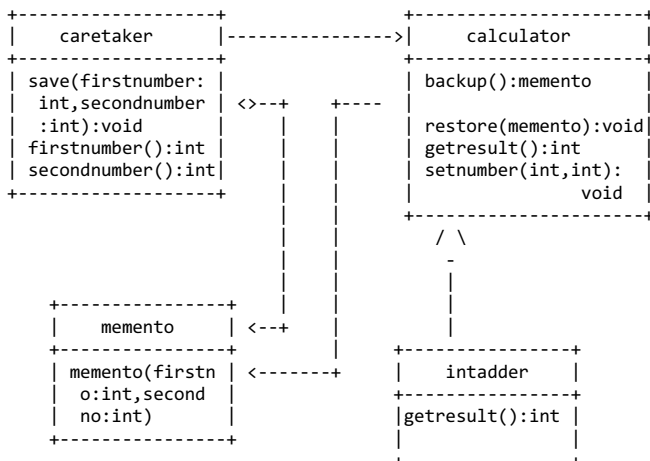 caretaker
calculator
save(firstnumber:
int,secondnumber
:int):void
firstnumber():int
secondnumber():int
backup():memento
restore(memento):void
getresult():int
setnumber(int,int):
void
memento
memento(firstn
o:int,second
no:int)
intadder
getresult():int